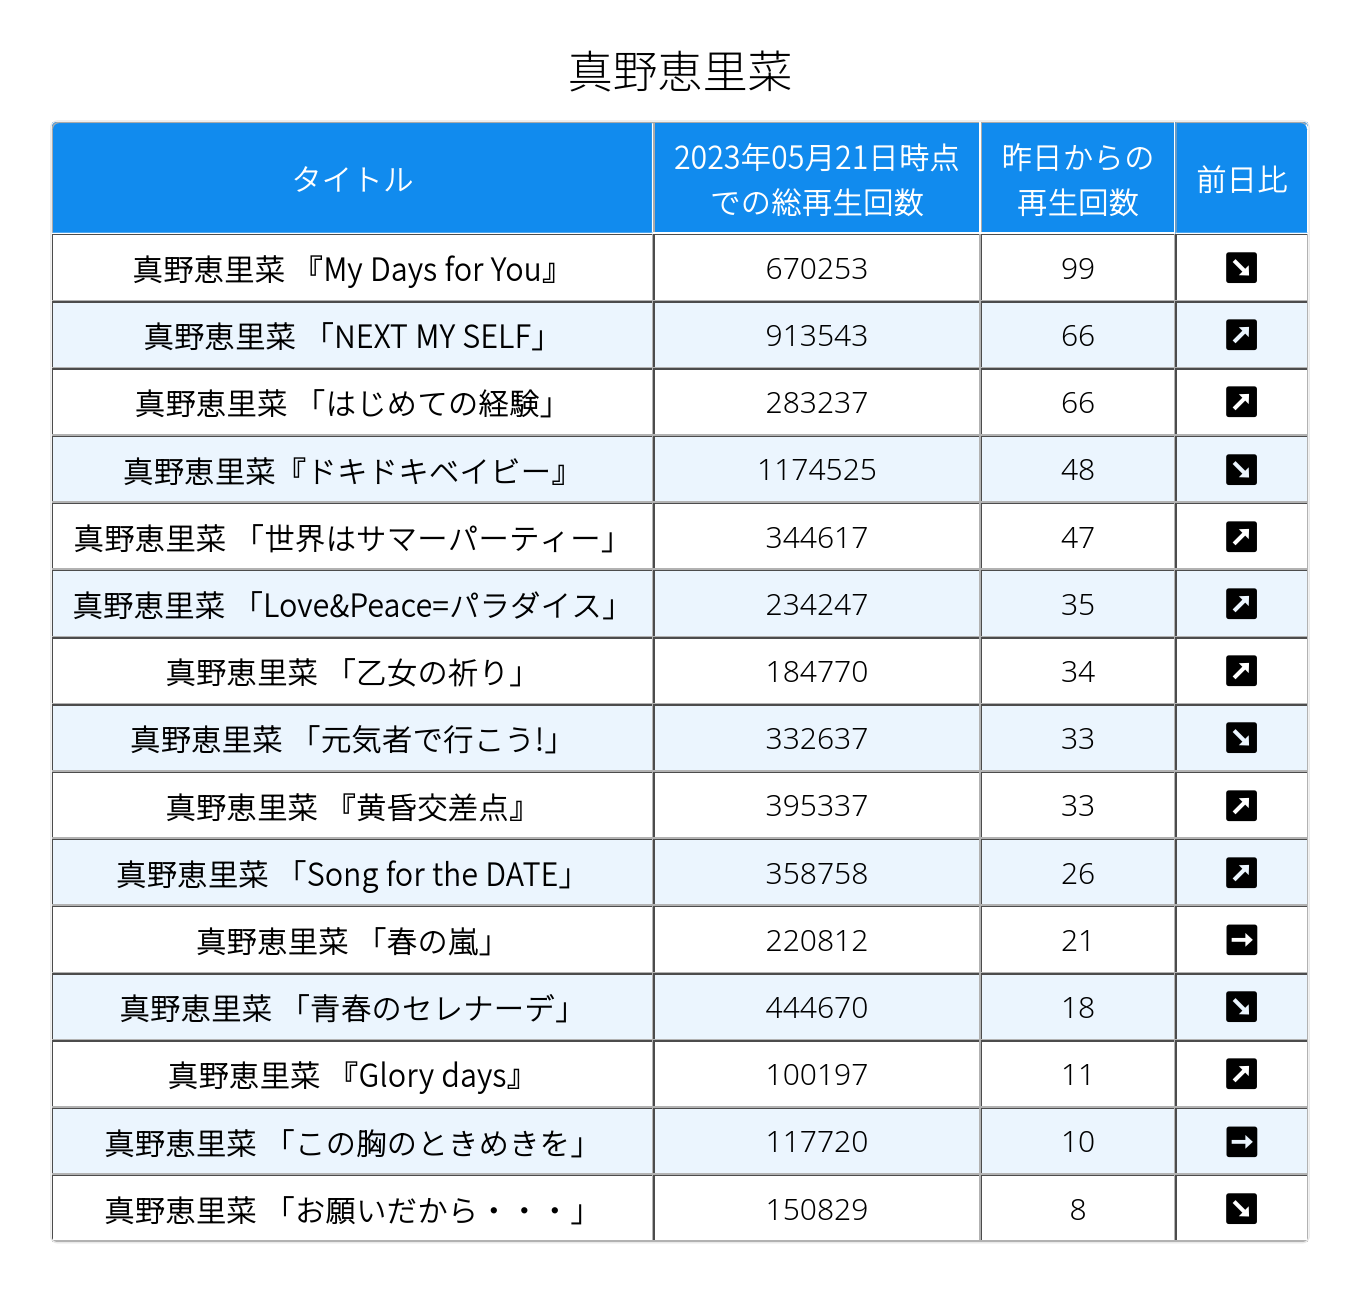 真野恵里菜
タイトル 2023年05月21日時点での総再生回数 昨日からの再生回数 前日比
真野恵里菜 『My Days for You』 670253 99 ↘
真野恵里菜 「NEXT MY SELF」 913543 66 ↗
真野恵里菜 「はじめての経験」 283237 66 ↗
真野恵里菜『ドキドキベイビー』 1174525 48 ↘
真野恵里菜 「世界はサマーパーティー」 344617 47 ↗
真野恵里菜 「Love&Peace=パラダイス」 234247 35 ↗
真野恵里菜 「乙女の祈り」 184770 34 ↗
真野恵里菜 「元気者で行こう!」 332637 33 ↘
真野恵里菜 『黄昏交差点』 395337 33 ↗
真野恵里菜 「Song for the DATE」 358758 26 ↗
真野恵里菜 「春の嵐」 220812 21 →
真野恵里菜 「青春のセレナーデ」 444670 18 ↘
真野恵里菜 『Glory days』 100197 11 ↗
真野恵里菜 「この胸のときめきを」 117720 10 →
真野恵里菜 「お願いだから・・・」 150829 8 ↘